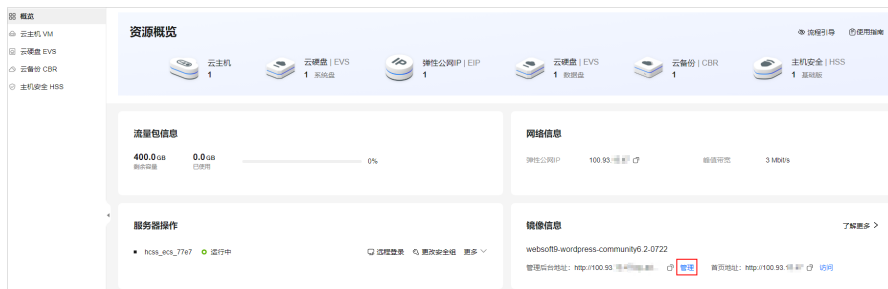 概览
云主机 VM
云硬盘 EVS
云备份 CBR
主机安全 HSS
资源概览
流程引导 使用指南
云主机
1
云硬盘 | EVS
1 系统盘
弹性公网IP | EIP
1
云硬盘 | EVS
1 数据盘
云备份 | CBR
1
主机安全 | HSS
1 基础版
流量包信息
400.0 GB 0.0 GB 0%
剩余容量 已使用
网络信息
弹性公网IP 100.93. 峰值带宽 3 Mbit/s
服务器操作
hcss_ecs_77e7 运行中 远程登录 更改安全组 更多
镜像信息 了解更多 >
websoft9-wordpress-community6.2-0722
管理后台地址: http://100.93. 管理 首页地址: http://100.93. 访问